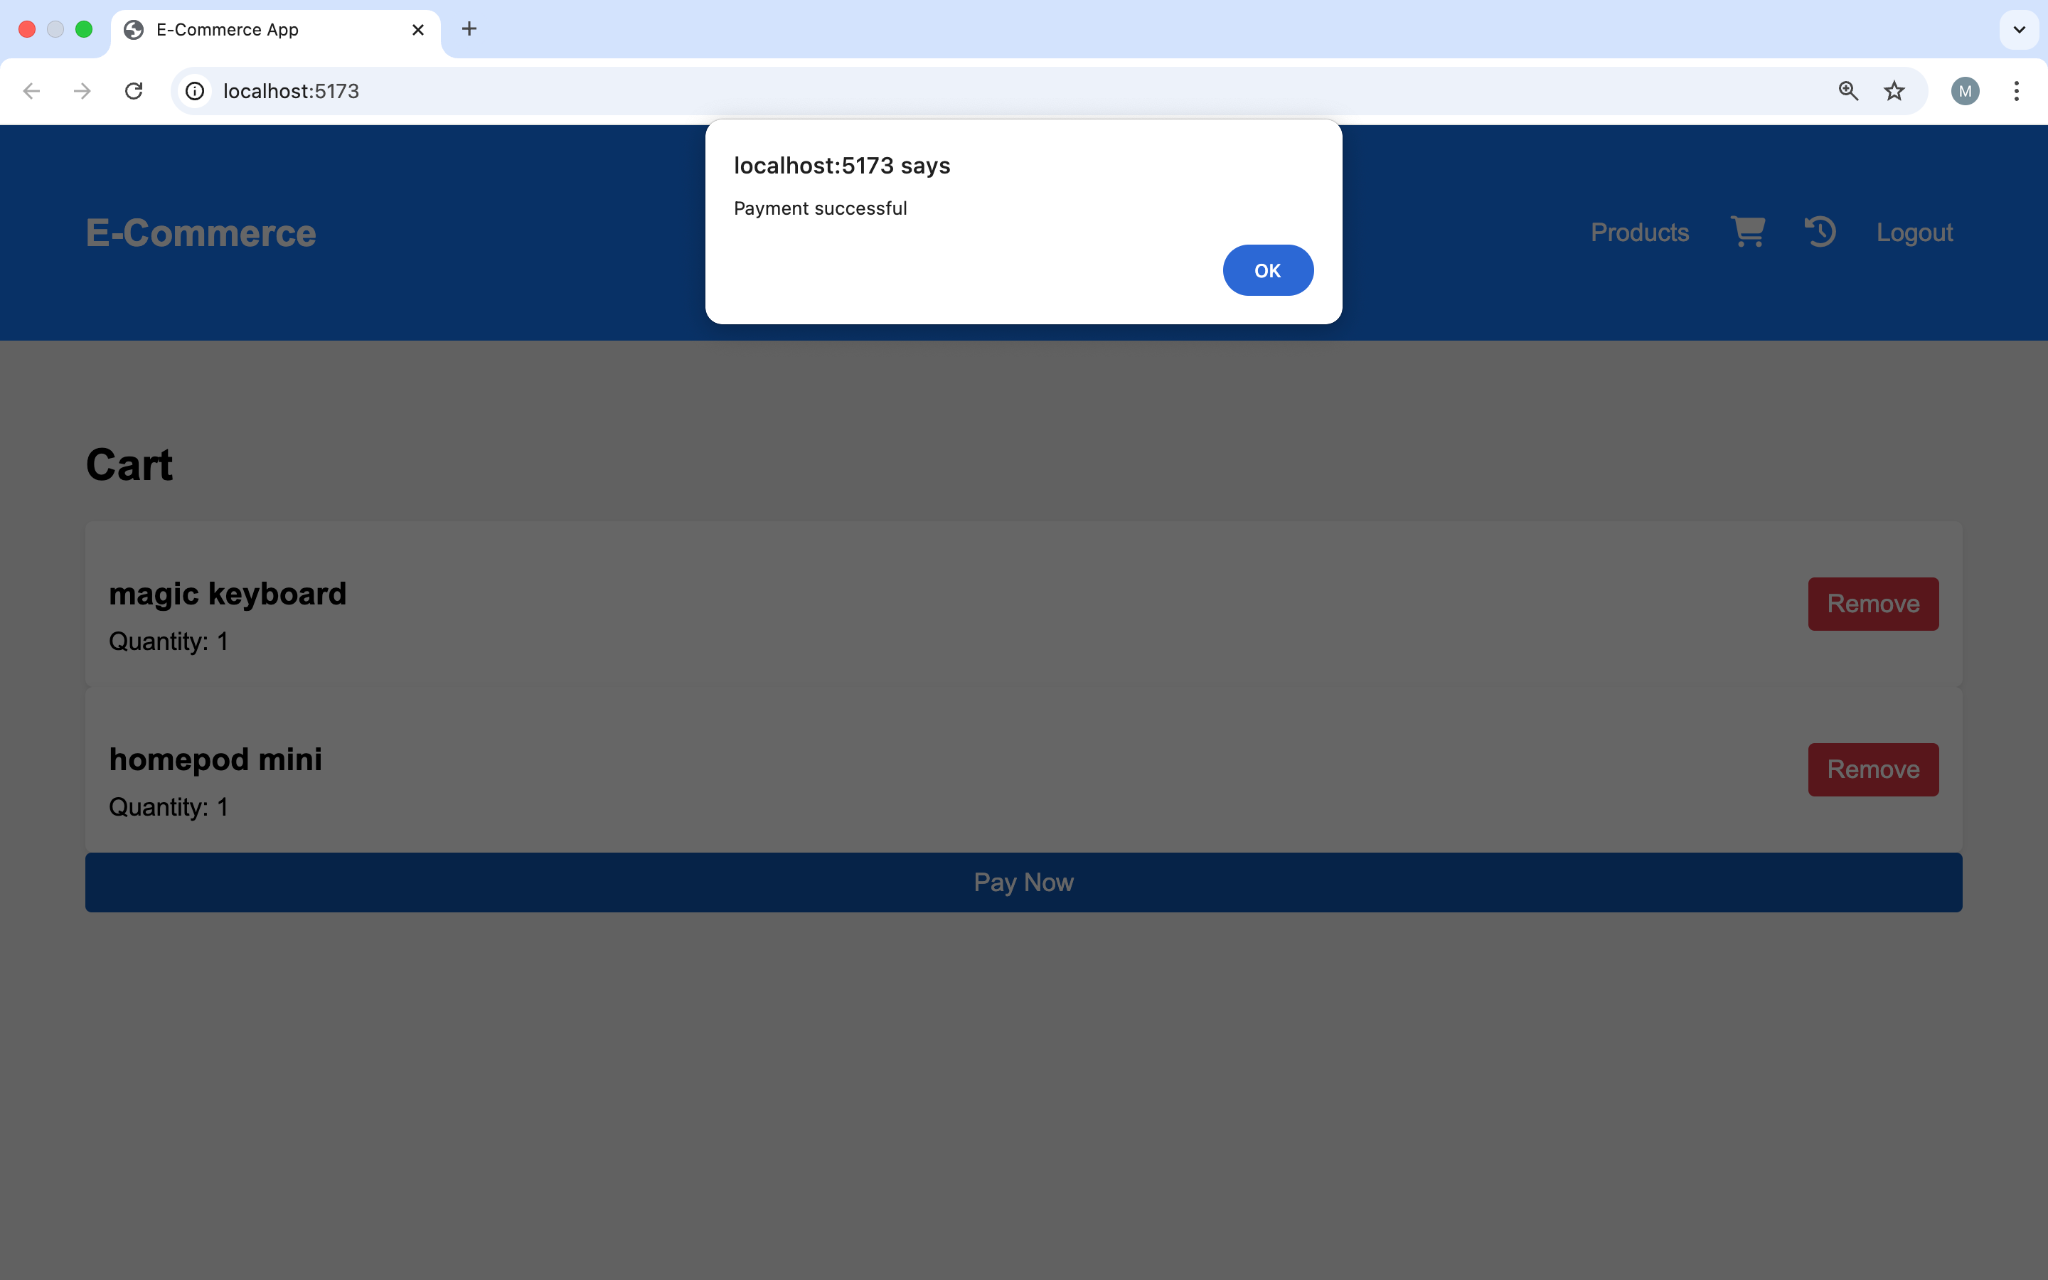 E-Commerce App
localhost:5173
M
localhost:5173 says
Payment successful
OK
E-Commerce
Products
Logout
Cart
magic keyboard
Quantity: 1
Remove
homepod mini
Quantity: 1
Remove
Pay Now